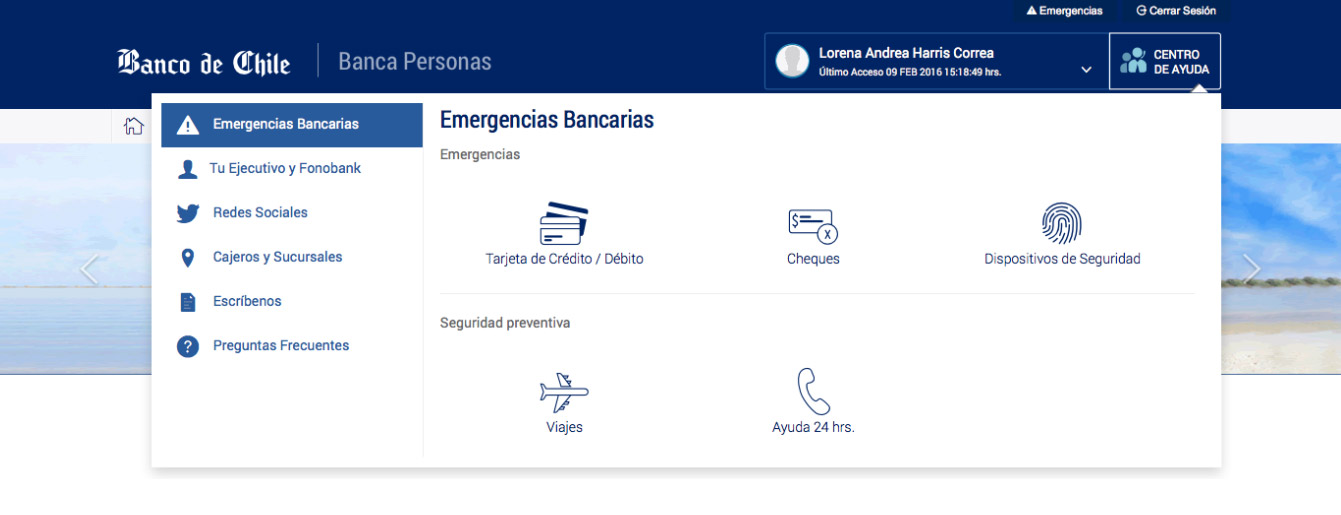 Emergencias
Cerrar Sesión
Banco de Chile
Banca Personas
Lorena Andrea Harris Correa
Último Acceso 09 FEB 2016 15:18:49 hrs.
CENTRO
DE AYUDA
Emergencias Bancarias
Tu Ejecutivo y Fonobank
Redes Sociales
Cajeros y Sucursales
Escríbenos
Preguntas Frecuentes
Emergencias Bancarias
Emergencias
Tarjeta de Crédito / Débito
Cheques
Dispositivos de Seguridad
Seguridad preventiva
Viajes
Ayuda 24 hrs.